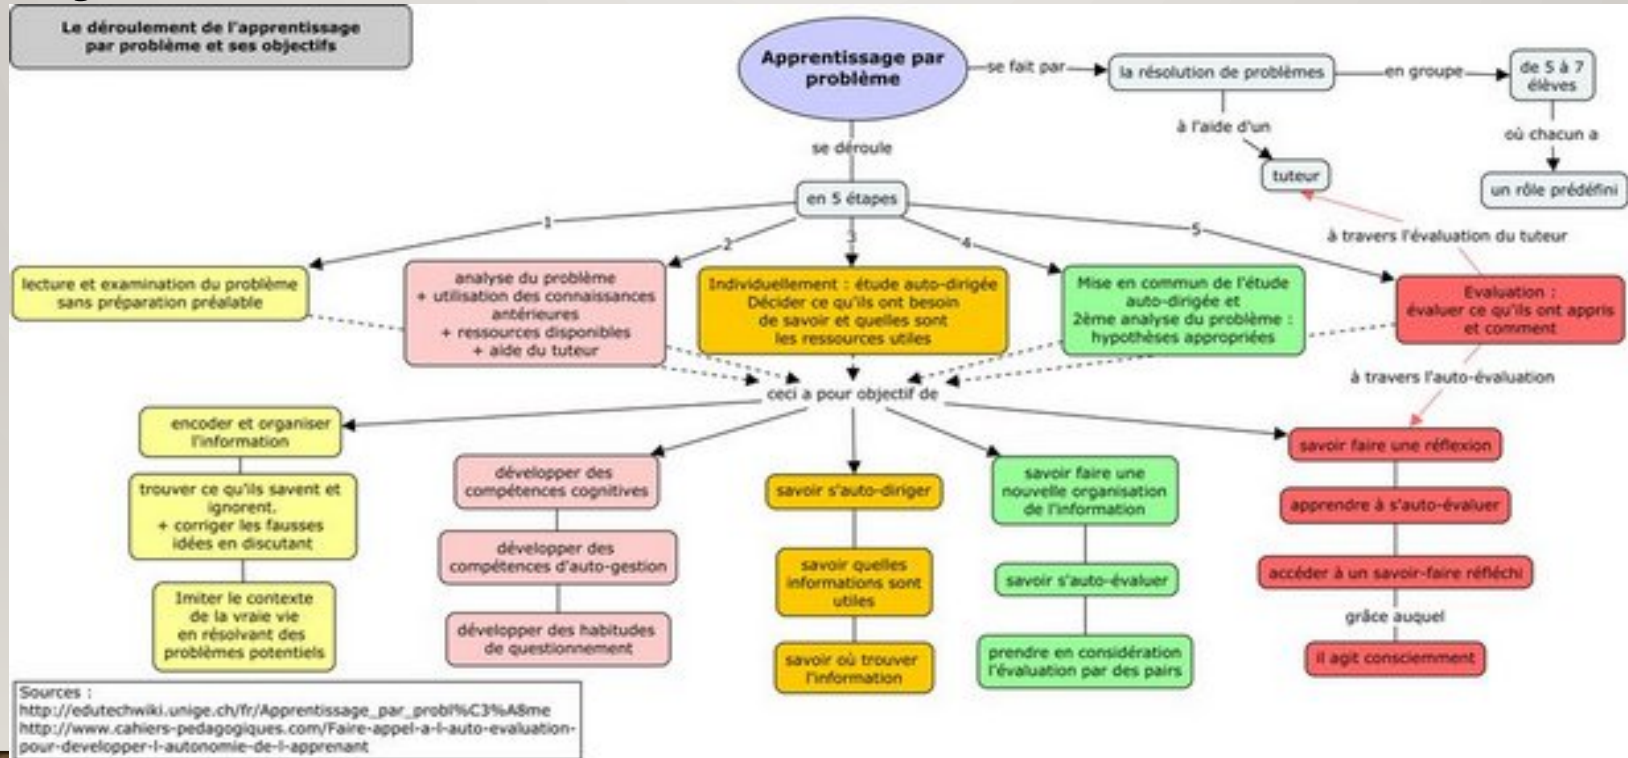 Le déroulement de l'apprentissage
par problème et ses objectifs
Apprentissage par
problème
se fait par
la résolution de problèmes
en groupe
de 5 à 7
élèves
à l'aide d'un
où chacun a
tuteur
un rôle prédéfini
se déroule
en 5 étapes
à travers l'évaluation du tuteur
1
2
3
4
5
lecture et examination du problème
sans préparation préalable
analyse du problème
+ utilisation des connaissances
antérieures
+ ressources disponibles
+ aide du tuteur
Individuellement : étude auto-dirigée
Décider ce qu'ils ont besoin
de savoir et quelles sont
les ressources utiles
Mise en commun de l'étude
auto-dirigée et
2ème analyse du problème :
hypothèses appropriées
Evaluation :
évaluer ce qu'ils ont appris
et comment
à travers l'auto-évaluation
ceci a pour objectif de
encoder et organiser
l'information
trouver ce qu'ils savent et
ignorent.
+ corriger les fausses
idées en discutant
Imiter le contexte
de la vraie vie
en résolvant des
problèmes potentiels
développer des
compétences cognitives
développer des
compétences d'auto-gestion
développer des habitudes
de questionnement
savoir s'auto-diriger
savoir quelles
informations sont
utiles
savoir où trouver
l'information
savoir faire une
nouvelle organisation
de l'information
savoir s'auto-évaluer
prendre en considération
l'évaluation par des pairs
savoir faire une réflexion
apprendre à s'auto-évaluer
accéder à un savoir-faire réfléchi
grâce auquel
il agit consciemment
Sources :
http://edutechwiki.unige.ch/fr/Apprentissage_par_probl%C3%A8me
http://www.cahiers-pedagogiques.com/Faire-appel-a-l-auto-evaluation-
pour-developper-l-autonomie-de-l-apprenant